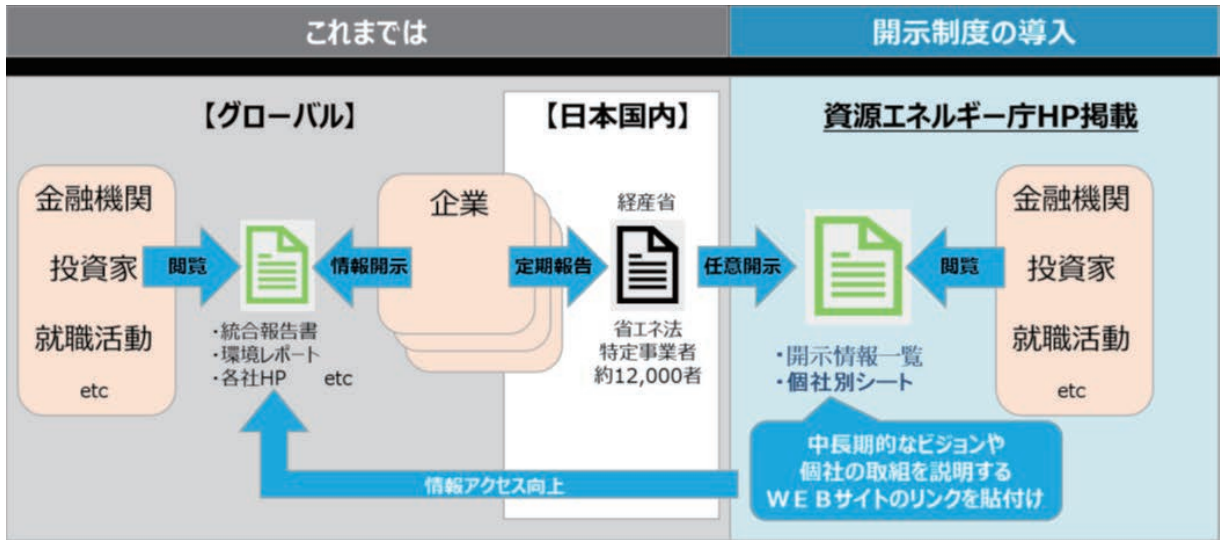 これまでは
開示制度の導入
【グローバル】
【日本国内】
資源エネルギー庁HP掲載
金融機関
投資家
就職活動
etc
閲覧
・統合報告書
・環境レポート
・各社HP etc
情報開示
企業
定期報告
経産省
省エネ法
特定事業者
約12,000者
任意開示
・開示情報一覧
・個社別シート
閲覧
金融機関
投資家
就職活動
etc
中長期的なビジョンや
個社の取組を説明する
ＷＥＢサイトのリンクを貼付け
情報アクセス向上